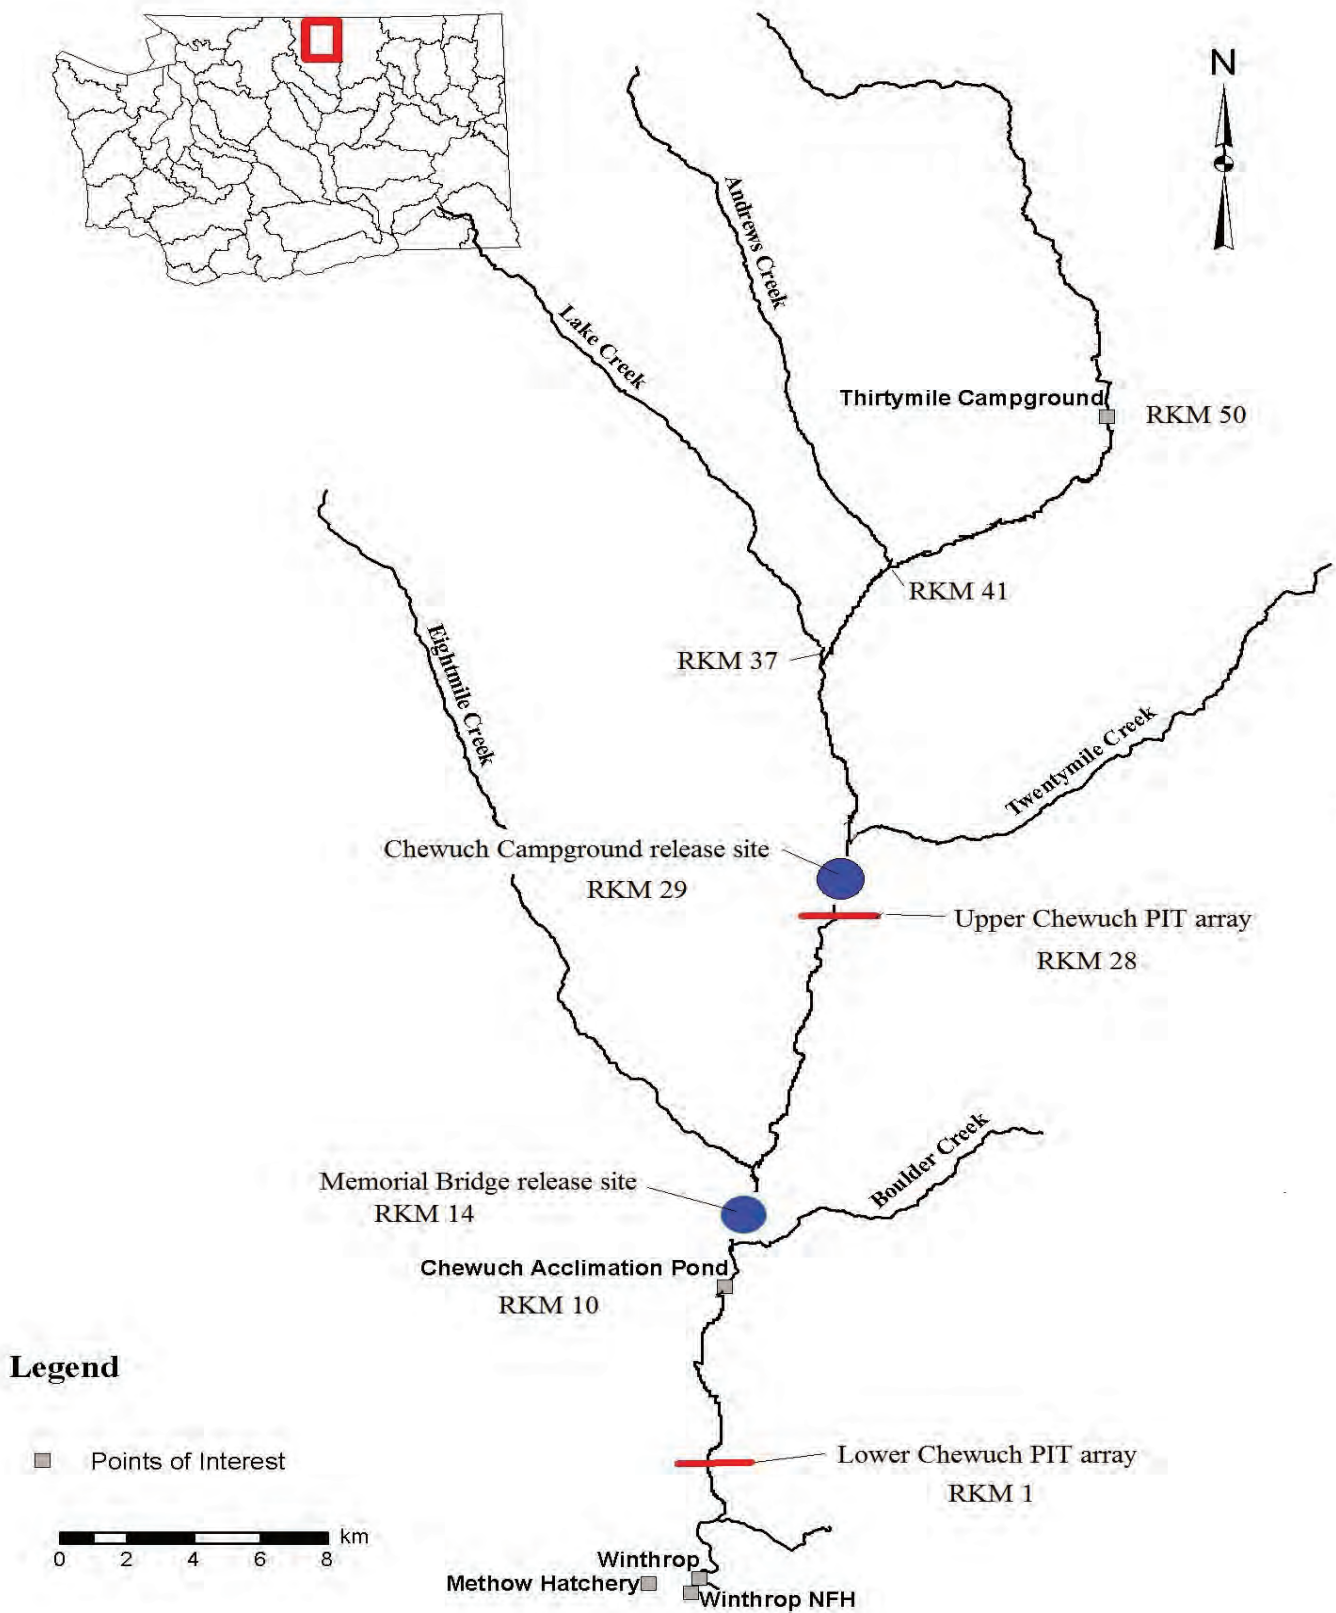 N
Andrews Creek
Lake Creek
Thirtymile Campground
RKM 50
RKM 41
RKM 37
Eightmile Creek
Twentymile Creek
Chewuch Campground release site
RKM 29
Upper Chewuch PIT array
RKM 28
Boulder Creek
Memorial Bridge release site
RKM 14
Chewuch Acclimation Pond
RKM 10
Legend
Points of Interest
Lower Chewuch PIT array
RKM 1
km
0 2 4 6 8
Winthrop
Methow Hatchery
Winthrop NFH